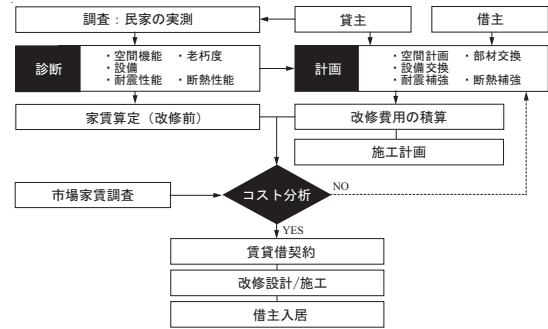 調査：民家の実測
貸主
借主
診断
・空間機能　・老朽度
・設備
・耐震性能　・断熱性能
計画
・空間計画　・部材交換
・設備交換
・耐震補強　・断熱補強
家賃算定（改修前）
改修費用の積算
施工計画
市場家賃調査
コスト分析
NO
YES
賃貸借契約
改修設計/施工
借主入居